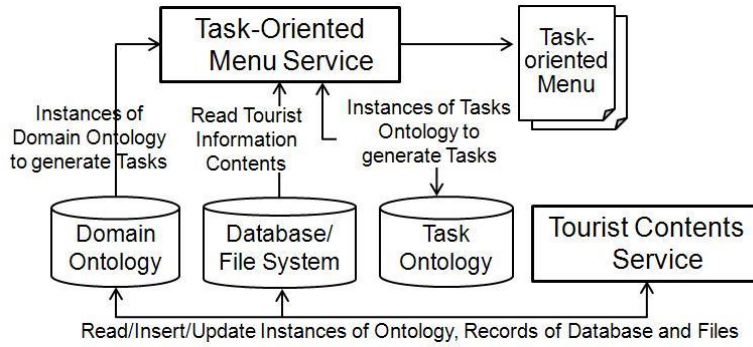 Task-Oriented
Menu Service
Task-
oriented
Menu
Instances of
Domain Ontology
to generate Tasks
Read Tourist
Information
Contents
Instances of Tasks
Ontology to
generate Tasks
Domain
Ontology
Database/
File System
Task
Ontology
Tourist Contents
Service
Read/Insert/Update Instances of Ontology, Records of Database and Files